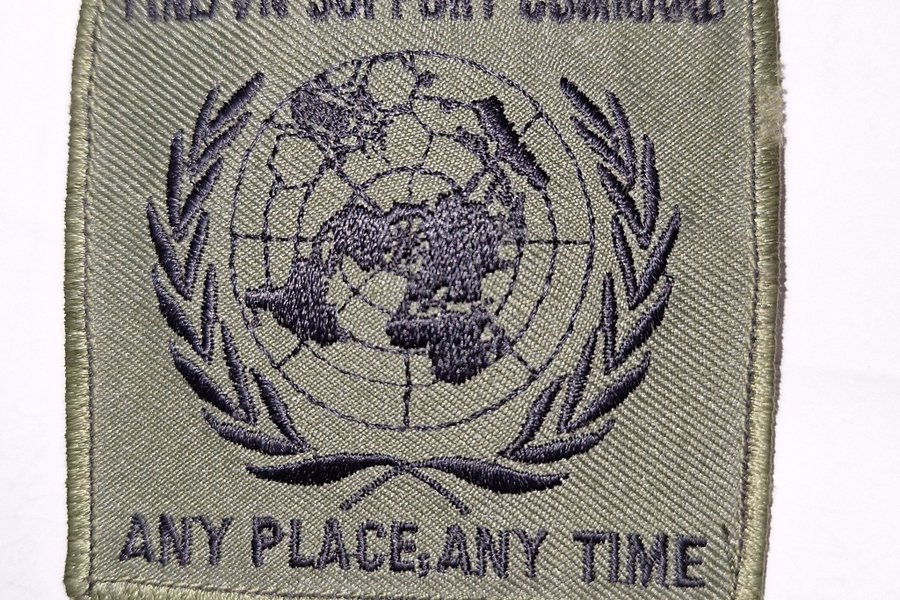 SUPPORT COMMAND
ANY PLACE, ANY TIME